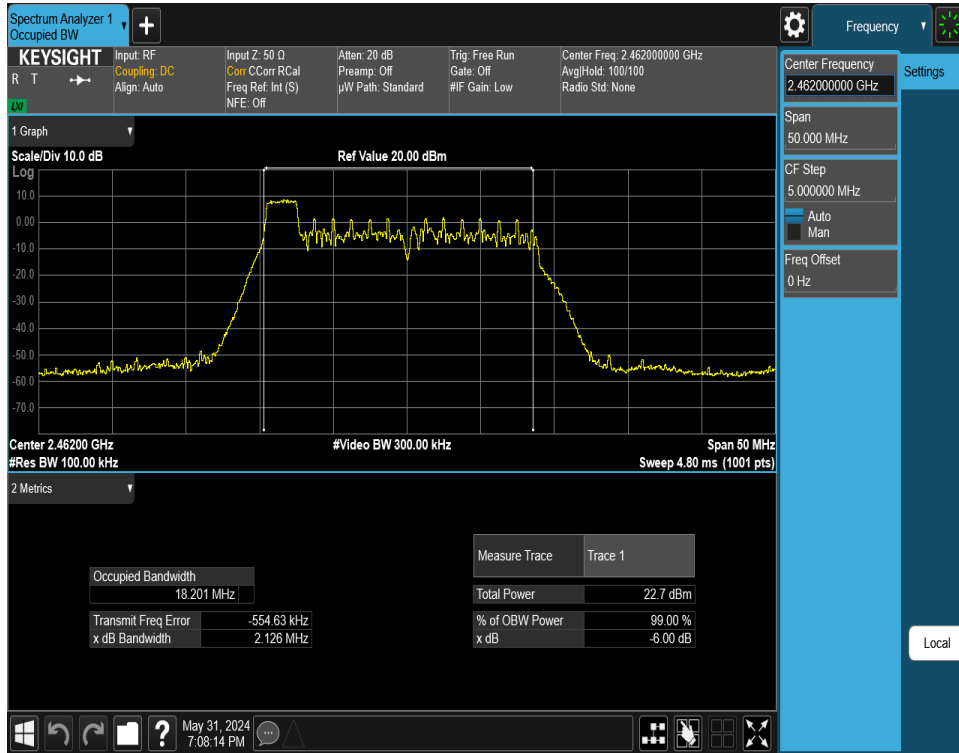 Spectrum Analyzer 1
Occupied BW
Frequency
KEYSIGHT
R T
LXI
Input: RF
Coupling: DC
Align: Auto
Input Z: 50 Ω
Corr CCorr RCal
Freq Ref: Int (S)
NFE: Off
Atten: 20 dB
Preamp: Off
µW Path: Standard
Trig: Free Run
Gate: Off
#IF Gain: Low
Center Freq: 2.462000000 GHz
Avg|Hold: 100/100
Radio Std: None
Center Frequency
2.462000000 GHz
Settings
Span
50.000 MHz
CF Step
5.000000 MHz
Auto
Man
Freq Offset
0 Hz
Local
1 Graph
Scale/Div 10.0 dB
Ref Value 20.00 dBm
Log
10.0
0.00
-10.0
-20.0
-30.0
-40.0
-50.0
-60.0
-70.0
Center 2.46200 GHz
#Video BW 300.00 kHz
Span 50 MHz
#Res BW 100.00 kHz
Sweep 4.80 ms (1001 pts)
2 Metrics
Measure Trace Trace 1
Occupied Bandwidth
18.201 MHz
Total Power 22.7 dBm
Transmit Freq Error -554.63 kHz
% of OBW Power 99.00 %
x dB Bandwidth 2.126 MHz
x dB -6.00 dB
?
May 31, 2024
7:08:14 PM